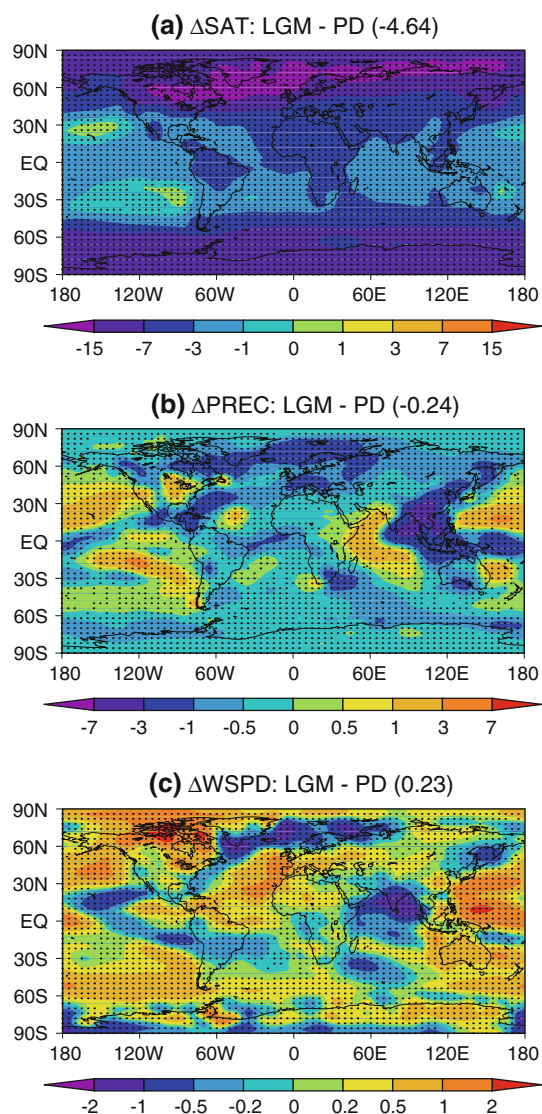 (a) ΔSAT: LGM - PD (-4.64)
90N
60N
30N
EQ
30S
60S
90S
180 120W 60W 0 60E 120E 180
-15 -7 -3 -1 0 1 3 7 15
(b) ΔPREC: LGM - PD (-0.24)
90N
60N
30N
EQ
30S
60S
90S
180 120W 60W 0 60E 120E 180
-7 -3 -1 -0.5 0 0.5 1 3 7
(c) ΔWSPD: LGM - PD (0.23)
90N
60N
30N
EQ
30S
60S
90S
180 120W 60W 0 60E 120E 180
-2 -1 -0.5 -0.2 0 0.2 0.5 1 2